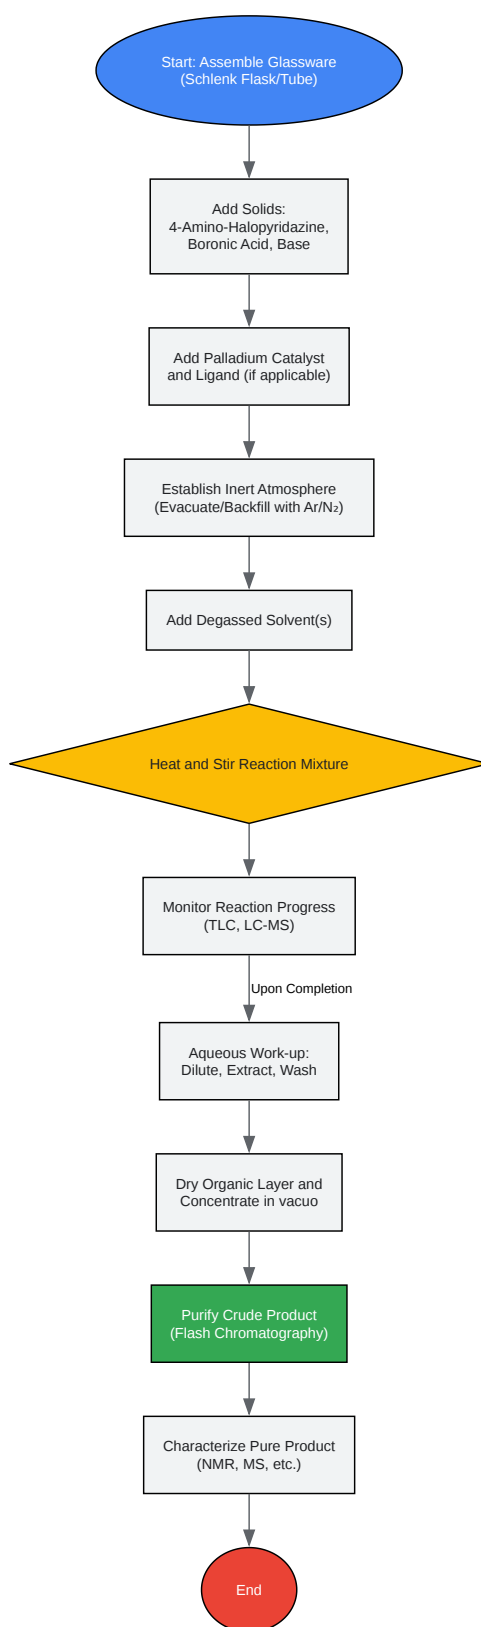 Start: Assemble Glassware
(Schlenk Flask/Tube)
Add Solids:
4-Amino-Halopyridazine,
Boronic Acid, Base
Add Palladium Catalyst
and Ligand (if applicable)
Establish Inert Atmosphere
(Evacuate/Backfill with Ar/N₂)
Add Degassed Solvent(s)
Heat and Stir Reaction Mixture
Monitor Reaction Progress
(TLC, LC-MS)
Upon Completion
Aqueous Work-up:
Dilute, Extract, Wash
Dry Organic Layer and
Concentrate in vacuo
Purify Crude Product
(Flash Chromatography)
Characterize Pure Product
(NMR, MS, etc.)
End